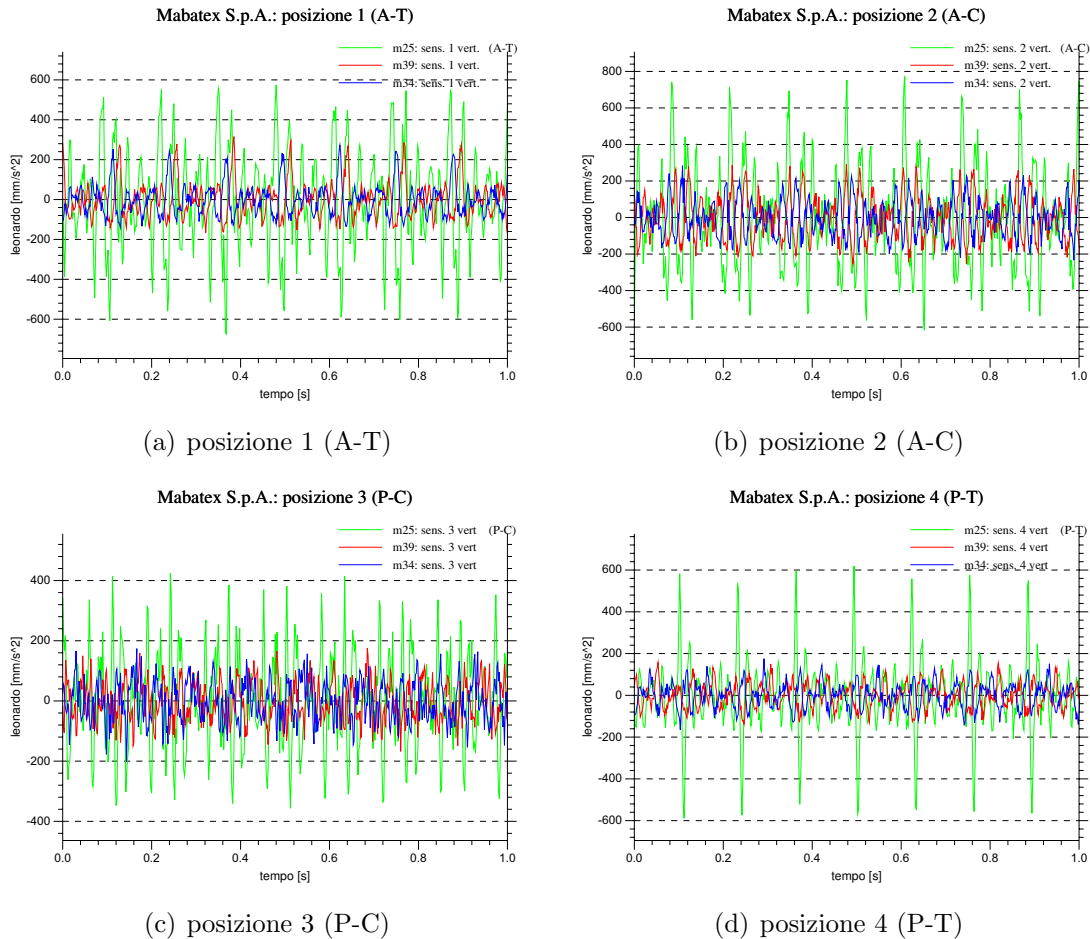 Mabatex S.p.A.: posizione 1 (A-T)
m25: sens. 1 vert. (A-T)
m39: sens. 1 vert.
m34: sens. 1 vert.
leonardo [mm/s^2]
600
400
200
0
-200
-400
-600
0.0 0.2 0.4 0.6 0.8 1.0
tempo [s]
(a) posizione 1 (A-T)
Mabatex S.p.A.: posizione 2 (A-C)
m25: sens. 2 vert. (A-C)
m39: sens. 2 vert.
m34: sens. 2 vert.
leonardo [mm/s^2]
800
600
400
200
0
-200
-400
-600
0.0 0.2 0.4 0.6 0.8 1.0
tempo [s]
(b) posizione 2 (A-C)
Mabatex S.p.A.: posizione 3 (P-C)
m25: sens. 3 vert (P-C)
m39: sens. 3 vert
m34: sens. 3 vert
leonardo [mm/s^2]
400
200
0
-200
-400
0.0 0.2 0.4 0.6 0.8 1.0
tempo [s]
(c) posizione 3 (P-C)
Mabatex S.p.A.: posizione 4 (P-T)
m25: sens. 4 vert (P-T)
m39: sens. 4 vert
m34: sens. 4 vert
leonardo [mm/s^2]
600
400
200
0
-200
-400
-600
0.0 0.2 0.4 0.6 0.8 1.0
tempo [s]
(d) posizione 4 (P-T)